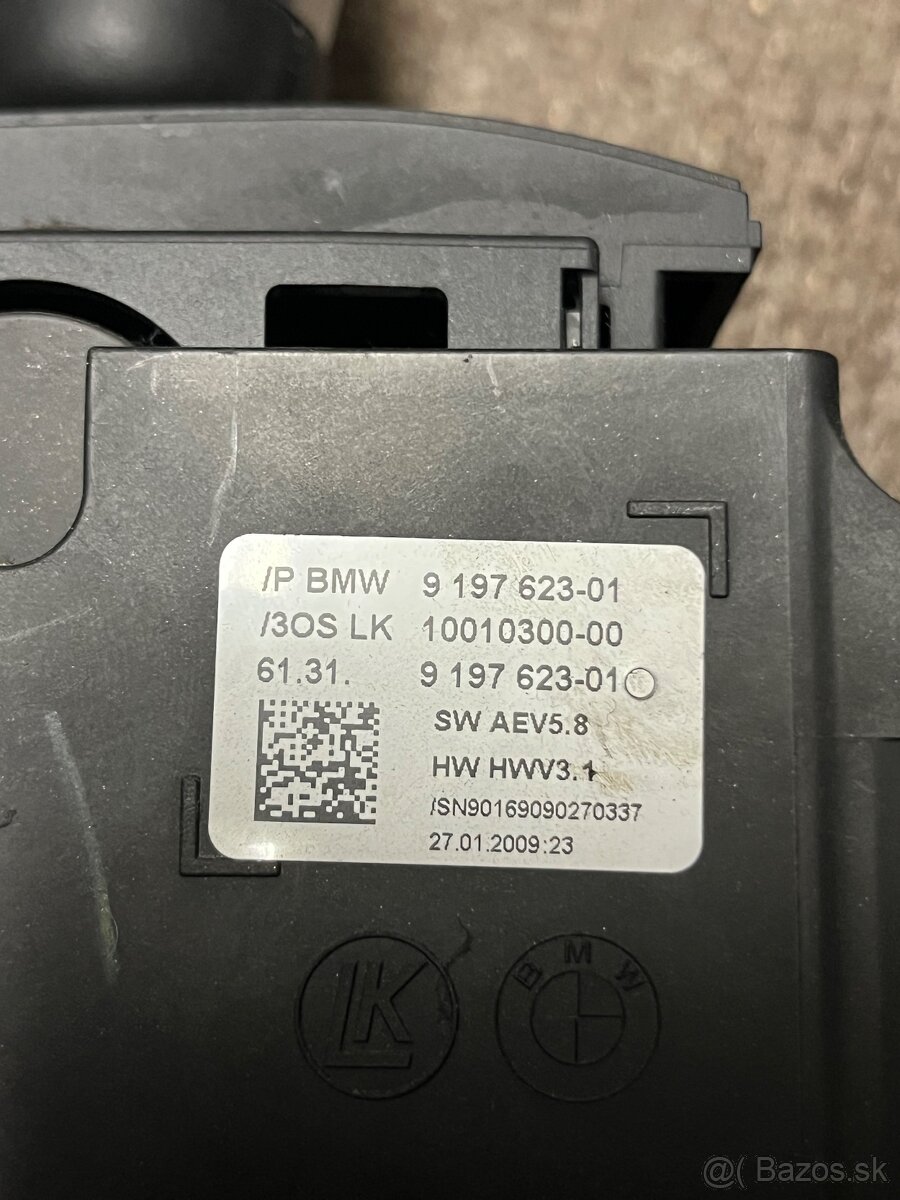 /P BMW 9 197 623-01
/3OS LK 10010300-00
61.31. 9 197 623-01
SW AEV5.8
HW HWV3.1
/SN90169090270337
27.01.2009:23
LK
BMW
@( Bazos.sk